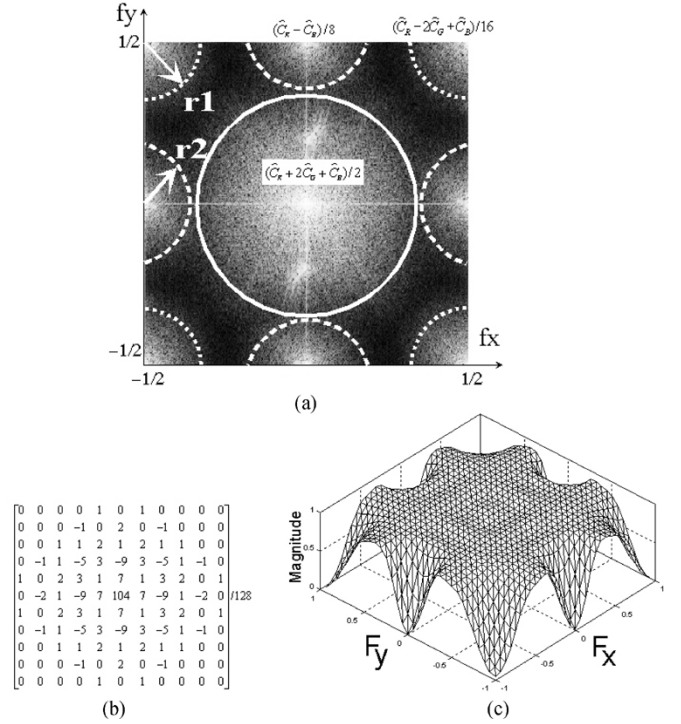 fy
(Ĉ_R − Ĉ_B)/8
(Ĉ_R − 2Ĉ_G + Ĉ_B)/16
1/2
r1
r2
(Ĉ_R + 2Ĉ_G + Ĉ_B)/2
fx
−1/2
−1/2
1/2
(a)
0 0 0 0 1 0 1 0 0 0 0
0 0 0 −1 0 2 0 −1 0 0 0
0 0 1 1 2 1 2 1 1 0 0
0 −1 1 −5 3 −9 3 −5 1 −1 0
1 0 2 3 1 7 1 3 2 0 1
0 −2 1 −9 7 104 7 −9 1 −2 0 /128
1 0 2 3 1 7 1 3 2 0 1
0 −1 1 −5 3 −9 3 −5 1 −1 0
0 0 1 1 2 1 2 1 1 0 0
0 0 0 −1 0 2 0 −1 0 0 0
0 0 0 0 1 0 1 0 0 0 0
(b)
Magnitude
1
0.5
0
1
0.5
0
-0.5
-1
Fy
-1
-0.5
0
0.5
1
Fx
(c)